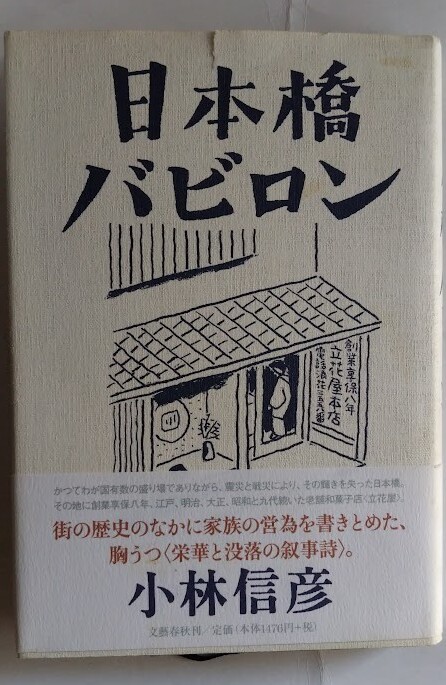 日本橋
バビロン
創業享保八年
立花屋本店
かつてわが国有数の盛り場でありながら、震災と戦災により、その輝きを失った日本橋。
その地に創業享保八年、江戸、明治、大正、昭和と九代続いた老舗和菓子店〈立花屋〉。
街の歴史のなかに家族の営為を書きとめた、
胸うつ〈栄華と没落の叙事詩〉。
小林信彦
文藝春秋刊/定価(本体1476円+税)